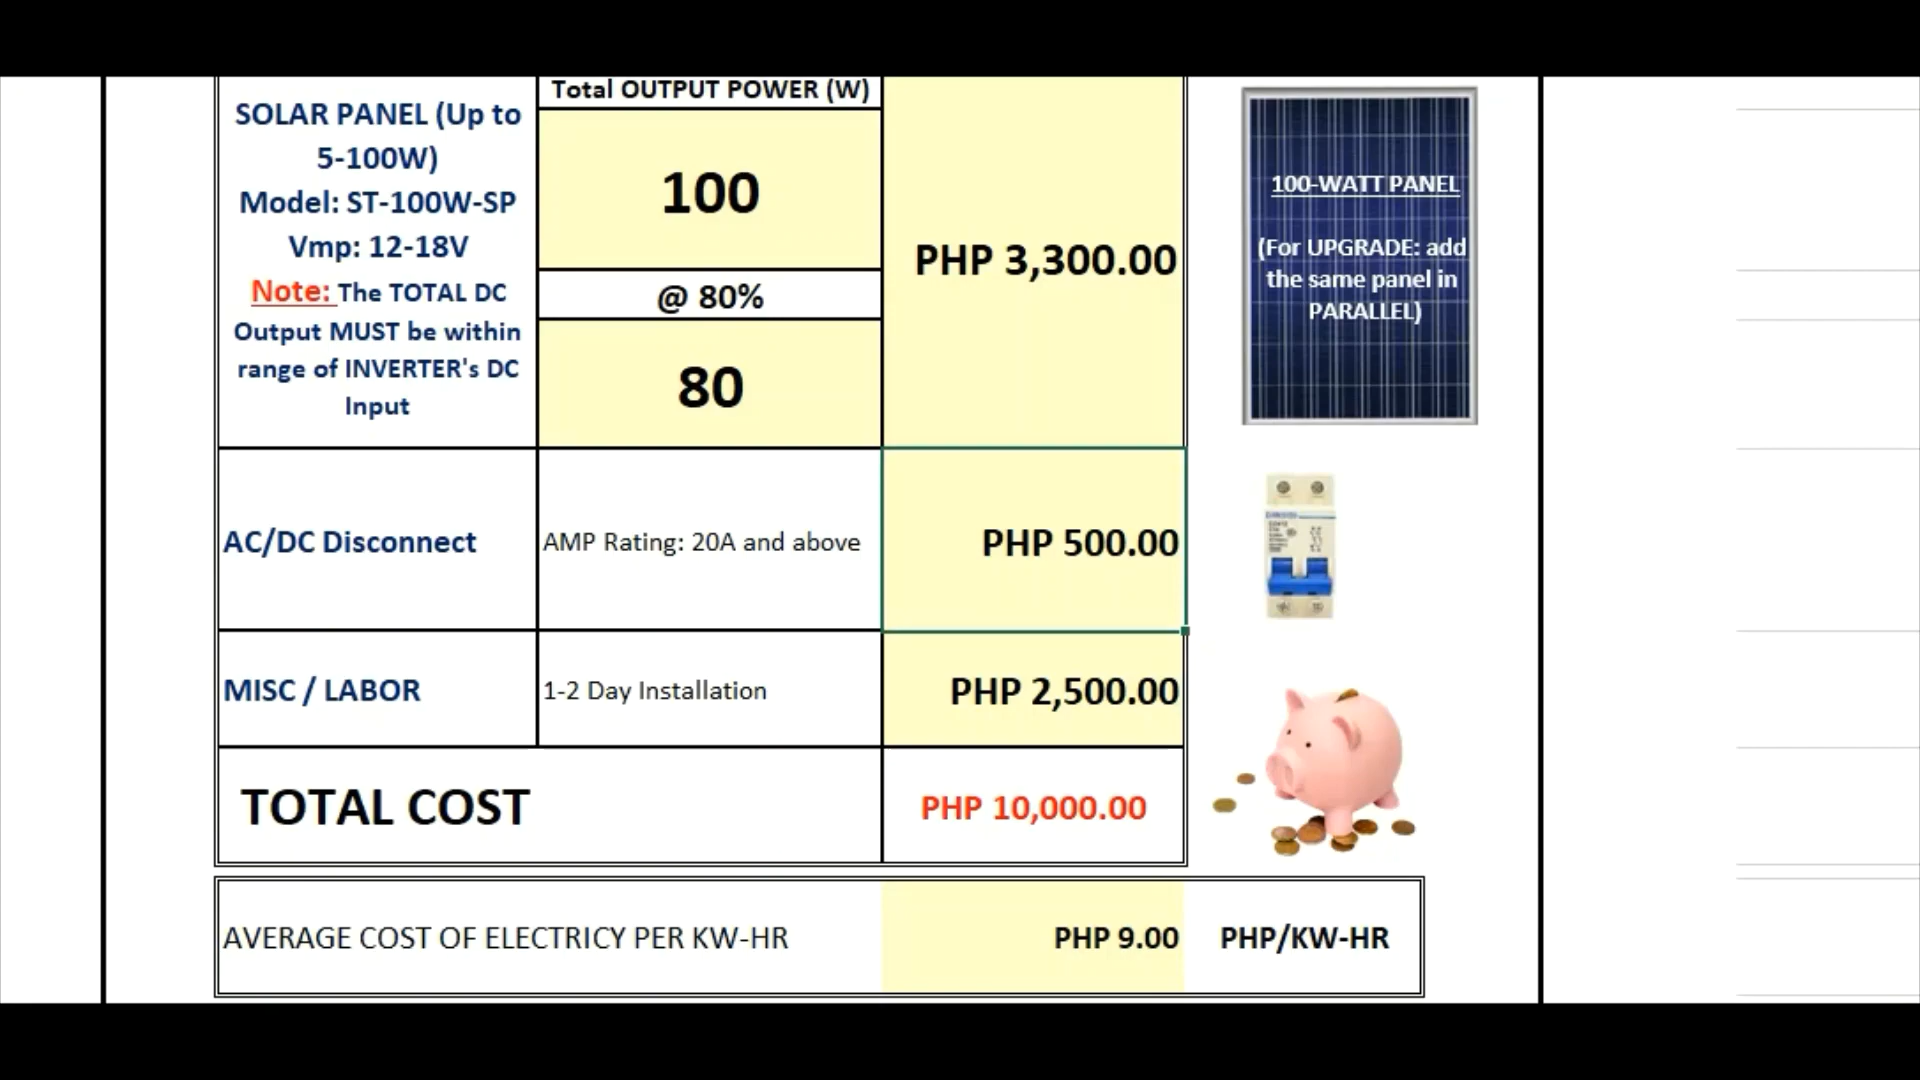 Total OUTPUT POWER (W)
SOLAR PANEL (Up to
5-100W)
Model: ST-100W-SP
Vmp: 12-18V
Note: The TOTAL DC
Output MUST be within
range of INVERTER's DC
Input
100
@ 80%
80
PHP 3,300.00
100-WATT PANEL
(For UPGRADE: add
the same panel in
PARALLEL)
AC/DC Disconnect
AMP Rating: 20A and above
PHP 500.00
MISC / LABOR
1-2 Day Installation
PHP 2,500.00
TOTAL COST
PHP 10,000.00
AVERAGE COST OF ELECTRICY PER KW-HR
PHP 9.00
PHP/KW-HR